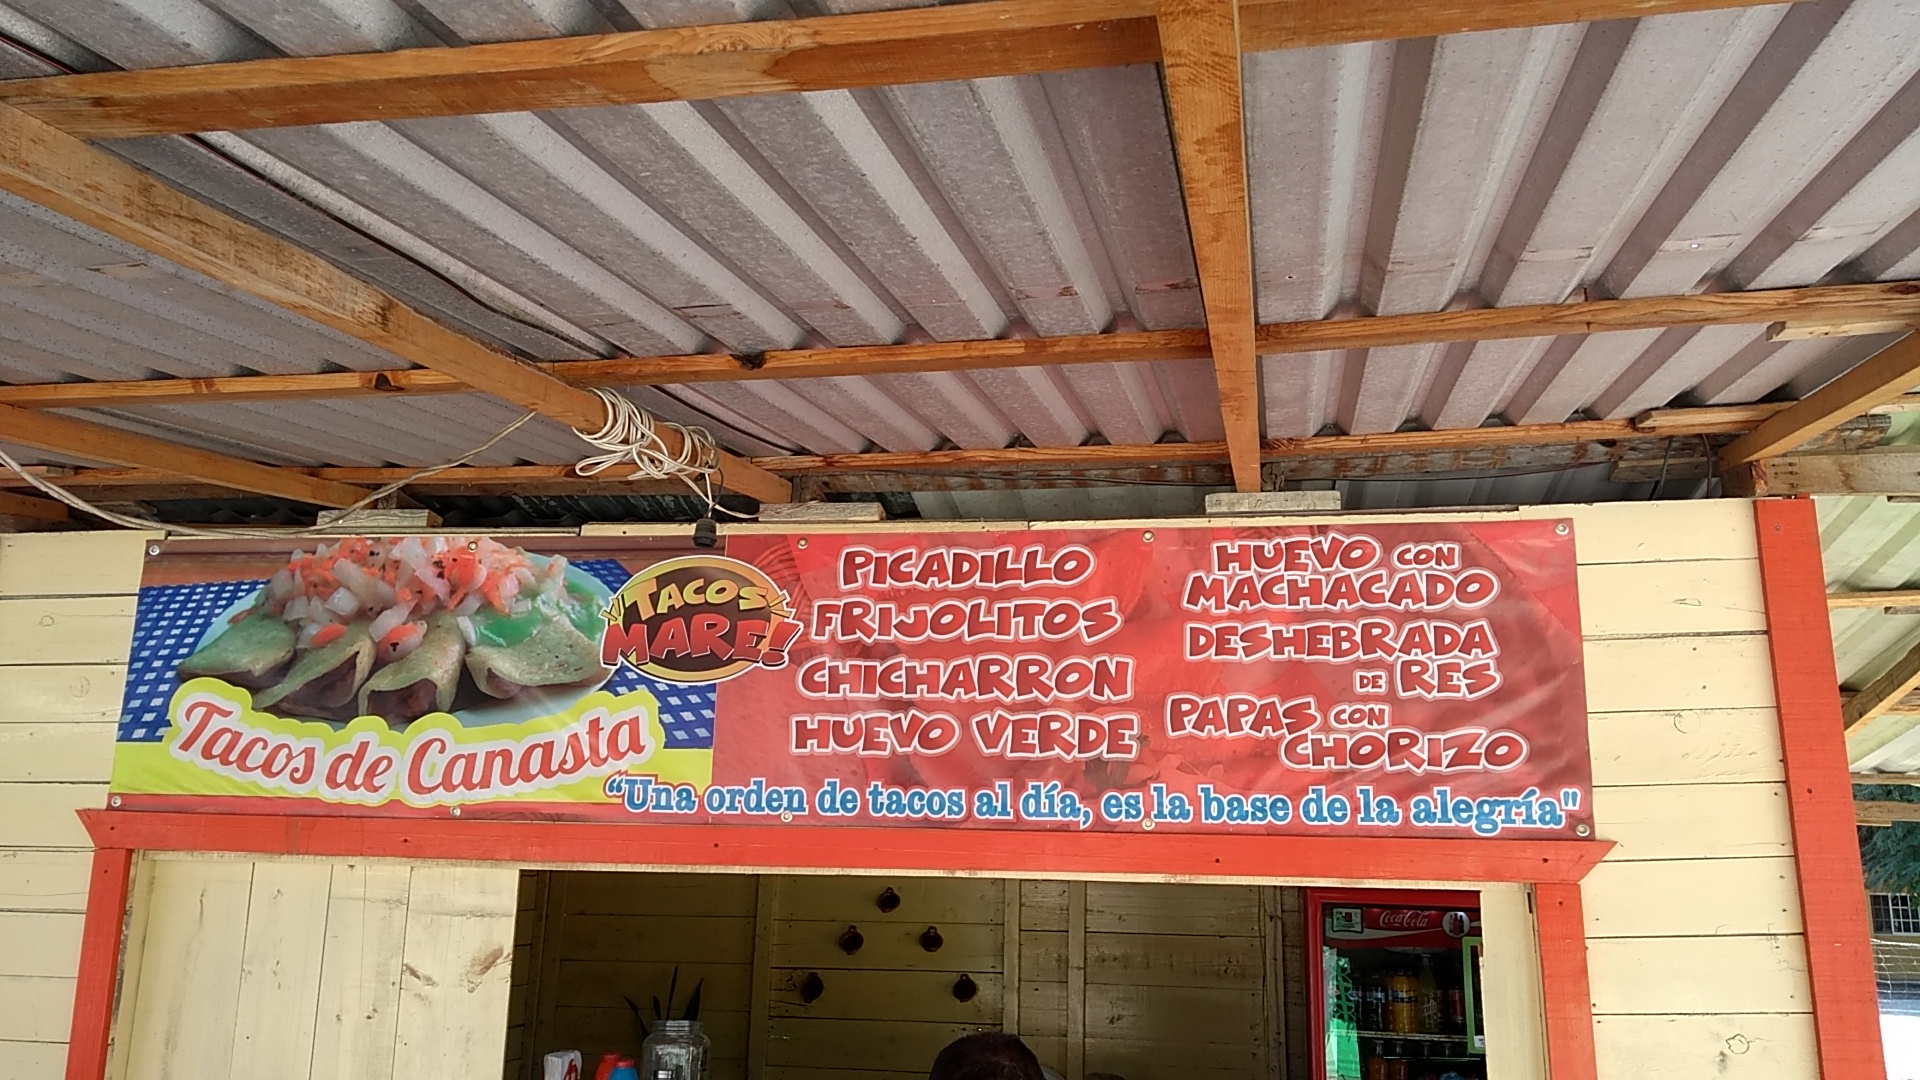 TACOS
MARE!
Tacos de Canasta
PICADILLO
FRIJOLITOS
CHICHARRON
HUEVO VERDE
HUEVO CON
MACHACADO
DESHEBRADA
DE RES
PAPAS CON
CHORIZO
“Una orden de tacos al día, es la base de la alegría"
Coca-Cola